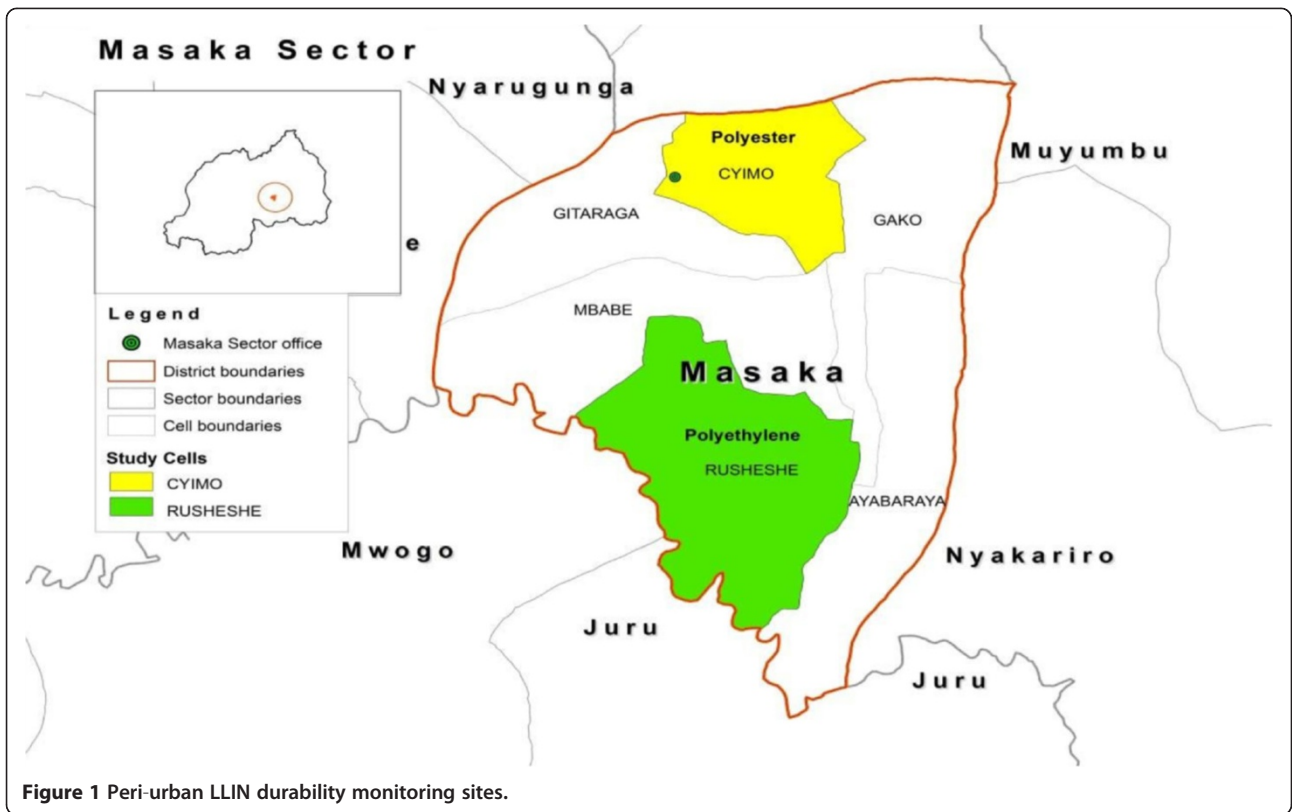 Masaka Sector
Nyarugunga
Muyumbu
Polyester
CYIMO
GITARAGA
GAKO
e
MBABE
Masaka
Polyethylene
RUSHESHE
AYABARAYA
Legend
Masaka Sector office
District boundaries
Sector boundaries
Cell boundaries
Study Cells
CYIMO
RUSHESHE
Mwogo
Nyakariro
Juru
Juru
Figure 1 Peri-urban LLIN durability monitoring sites.